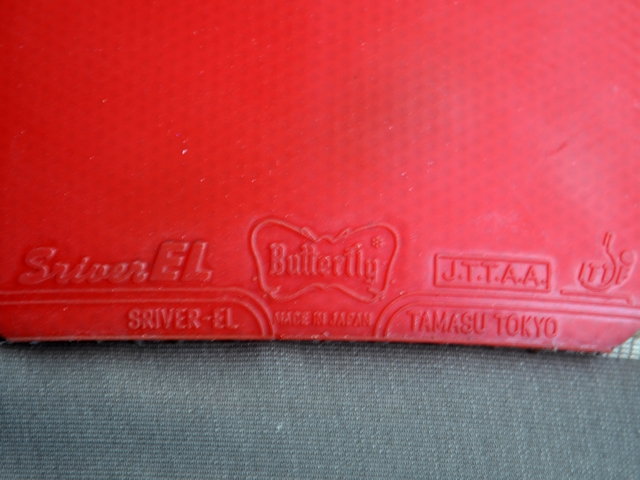 Sriver EL
Butterfly
J.T.T.A.A.
SRIVER-EL
MADE IN JAPAN
TAMASU TOKYO